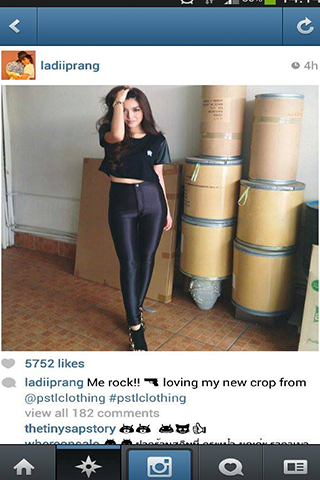 ladiiprang
4h
5752 likes
ladiiprang Me rock!! loving my new crop from
@pstlclothing #pstlclothing
view all 182 comments
thetinysapstory